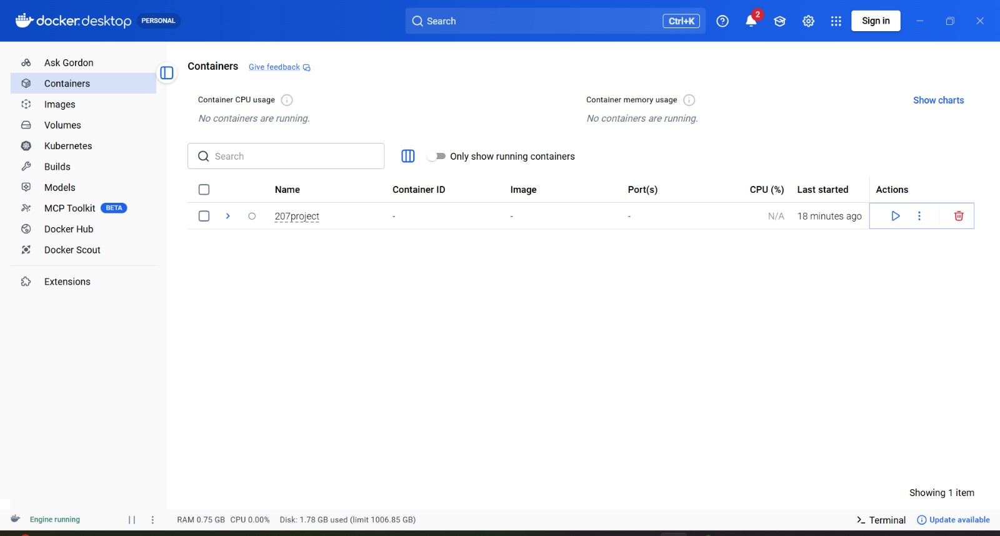 docker.desktop PERSONAL
Search Ctrl+K
2
Sign in
Ask Gordon
Containers
Images
Volumes
Kubernetes
Builds
Models
MCP Toolkit BETA
Docker Hub
Docker Scout
Extensions
Containers Give feedback
Container CPU usage
No containers are running.
Container memory usage
No containers are running.
Show charts
Search
Only show running containers
Name Container ID Image Port(s) CPU (%) Last started Actions
207project - - - N/A 18 minutes ago
Showing 1 item
Engine running
RAM 0.75 GB CPU 0.00% Disk: 1.78 GB used (limit 1006.85 GB)
Terminal
Update available